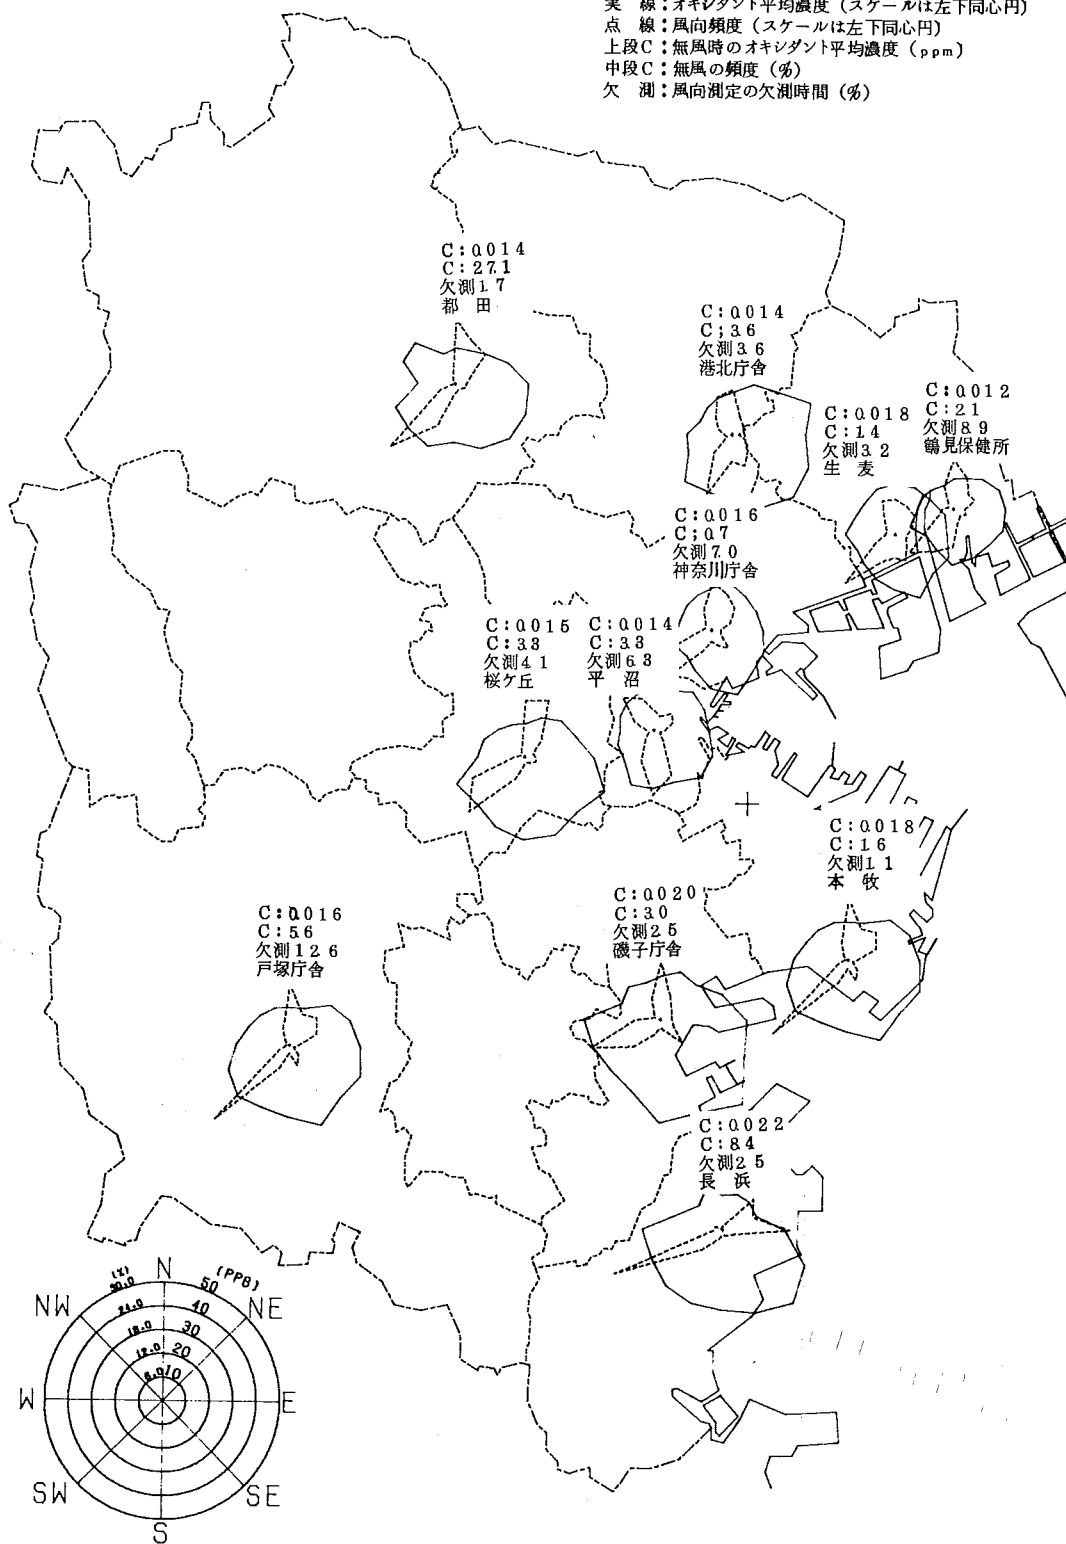 実 線：オキシダント平均濃度（スケールは左下同心円）
点 線：風向頻度（スケールは左下同心円）
上段C：無風時のオキシダント平均濃度（ppm）
中段C：無風の頻度（％）
欠 測：風向測定の欠測時間（％）
C：0.014
C：27.1
欠測1.7
都 田
C：0.014
C；3.6
欠測3.6
港北庁舎
C：0.012
C：2.1
欠測8.9
鶴見保健所
C：0.018
C：1.4
欠測3.2
生 麦
C：0.016
C；0.7
欠測7.0
神奈川庁舎
C：0.015
C：3.3
欠測4.1
桜ケ丘
C：0.014
C：3.3
欠測6.3
平 沼
C：0.018
C：1.6
欠測1.1
本 牧
C：0.020
C：3.0
欠測2.5
磯子庁舎
C：0.016
C：5.6
欠測12.6
戸塚庁舎
C：0.022
C：8.4
欠測2.5
長 浜
(%) N (PPB)
30.0 50
NW 24.0 40 NE
18.0 30
12.0 20
6.0 10
W E
SW SE
S